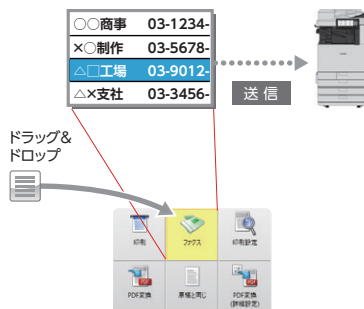 ○○商事 03-1234-
×○制作 03-5678-
△□工場 03-9012-
△×支社 03-3456-
送信
ドラッグ&
ドロップ
印刷
ファクス
印刷設定
PDF変換
原稿と同じ
PDF変換
(詳細設定)